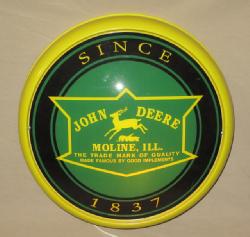 SINCE
JOHN DEERE
MOLINE, ILL.
THE TRADE MARK OF QUALITY
MADE FAMOUS BY GOOD IMPLEMENTS
1837